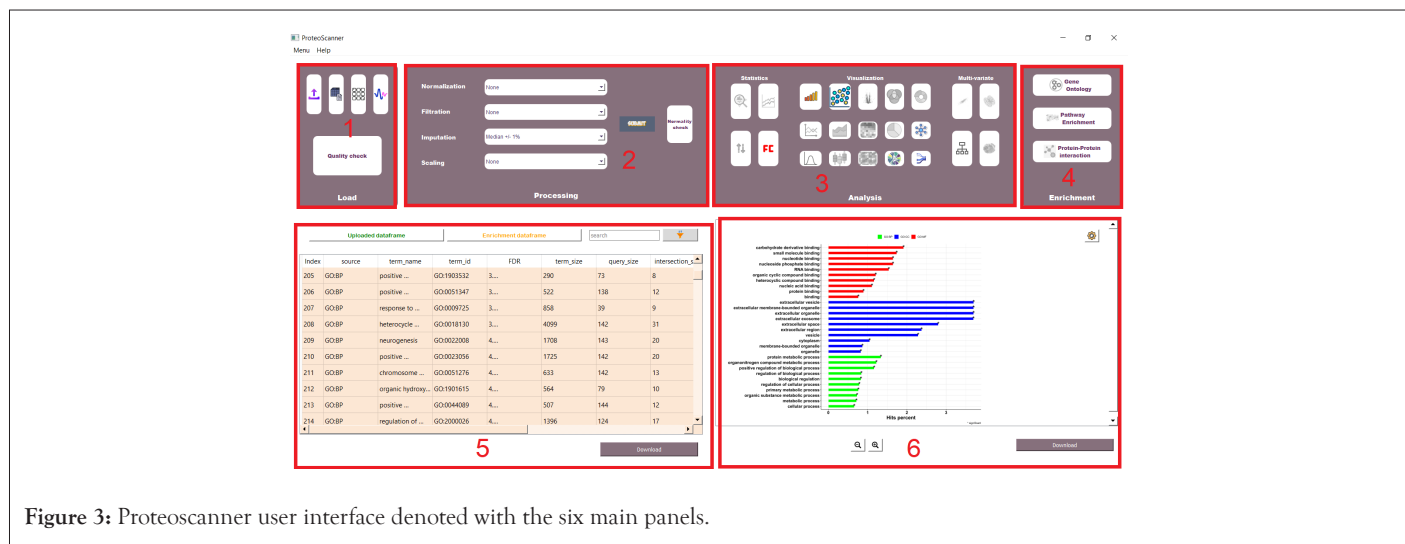 ProteoScanner
Menu Help
1
Quality check
Load
Normalization None
Filtration None
Imputation Median +/- 1%
Scaling None
SUBMIT
Normality check
2
Processing
Statistics
Visualization
Multi-variate
FC
3
Analysis
Gene Ontology
Pathway Enrichment
Protein-Protein interaction
4
Enrichment
Uploaded dataframe Enrichment dataframe search
Index source term_name term_id FDR term_size query_size intersection_s
205 GO:BP positive ... GO:1903532 3.... 290 73 8
206 GO:BP positive ... GO:0051347 3.... 522 138 12
207 GO:BP response to ... GO:0009725 3.... 858 39 9
208 GO:BP heterocycle ... GO:0018130 3.... 4099 142 31
209 GO:BP neurogenesis GO:0022008 4.... 1708 143 20
210 GO:BP positive ... GO:0023056 4.... 1725 142 20
211 GO:BP chromosome ... GO:0051276 4.... 633 142 13
212 GO:BP organic hydroxy... GO:1901615 4.... 564 79 10
213 GO:BP positive ... GO:0044089 4.... 507 144 12
214 GO:BP regulation of ... GO:2000026 4.... 1396 124 17
5
Download
carbohydrate derivative binding
small molecule binding
nucleotide binding
nucleoside phosphate binding
RNA binding
organic cyclic compound binding
heterocyclic compound binding
nucleic acid binding
protein binding
binding
extracellular vesicle
extracellular membrane-bounded organelle
extracellular organelle
extracellular exosome
extracellular space
extracellular region
vesicle
cytoplasm
membrane-bounded organelle
organelle
protein metabolic process
organonitrogen compound metabolic process
positive regulation of biological process
regulation of biological process
biological regulation
regulation of cellular process
primary metabolic process
organic substance metabolic process
metabolic process
cellular process
0 1 2 3
Hits percent
* significant
6
Download
Figure 3: Proteoscanner user interface denoted with the six main panels.